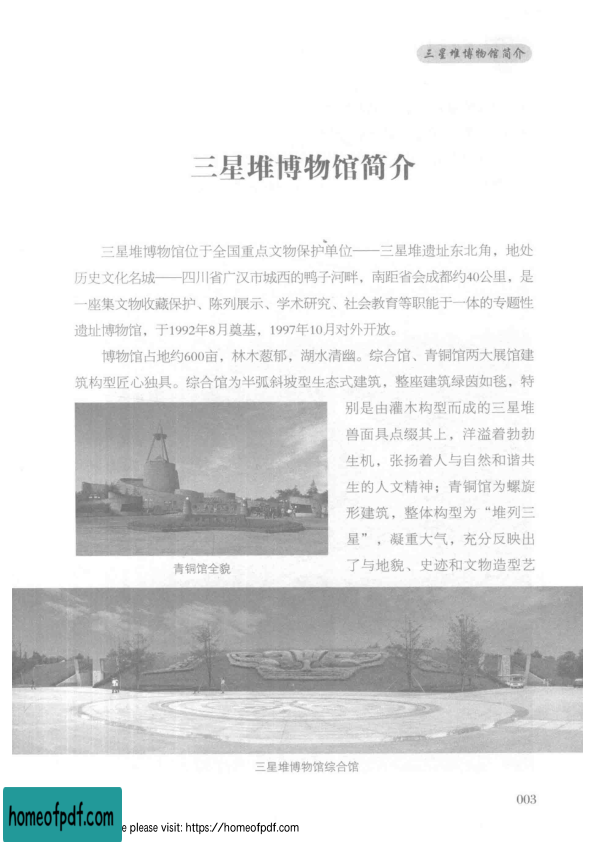 三星堆博物馆简介
三星堆博物馆简介
三星堆博物馆位于全国重点文物保护单位——三星堆遗址东北角，地处
历史文化名城——四川省广汉市城西的鸭子河畔，南距省会成都约40公里，是
一座集文物收藏保护、陈列展示、学术研究、社会教育等职能于一体的专题性
遗址博物馆，于1992年8月奠基，1997年10月对外开放。
博物馆占地约600亩，林木葱郁，湖水清幽。综合馆、青铜馆两大展馆建
筑构型匠心独具。综合馆为半弧斜坡型生态式建筑，整座建筑绿茵如毯，特
别是由灌木构型而成的三星堆
兽面具点缀其上，洋溢着勃勃
生机，张扬着人与自然和谐共
生的人文精神；青铜馆为螺旋
形建筑，整体构型为“堆列三
星”，凝重大气，充分反映出
了与地貌、史迹和文物造型艺
青铜馆全貌
三星堆博物馆综合馆
003
homeofpdf.com
e please visit: https://homeofpdf.com